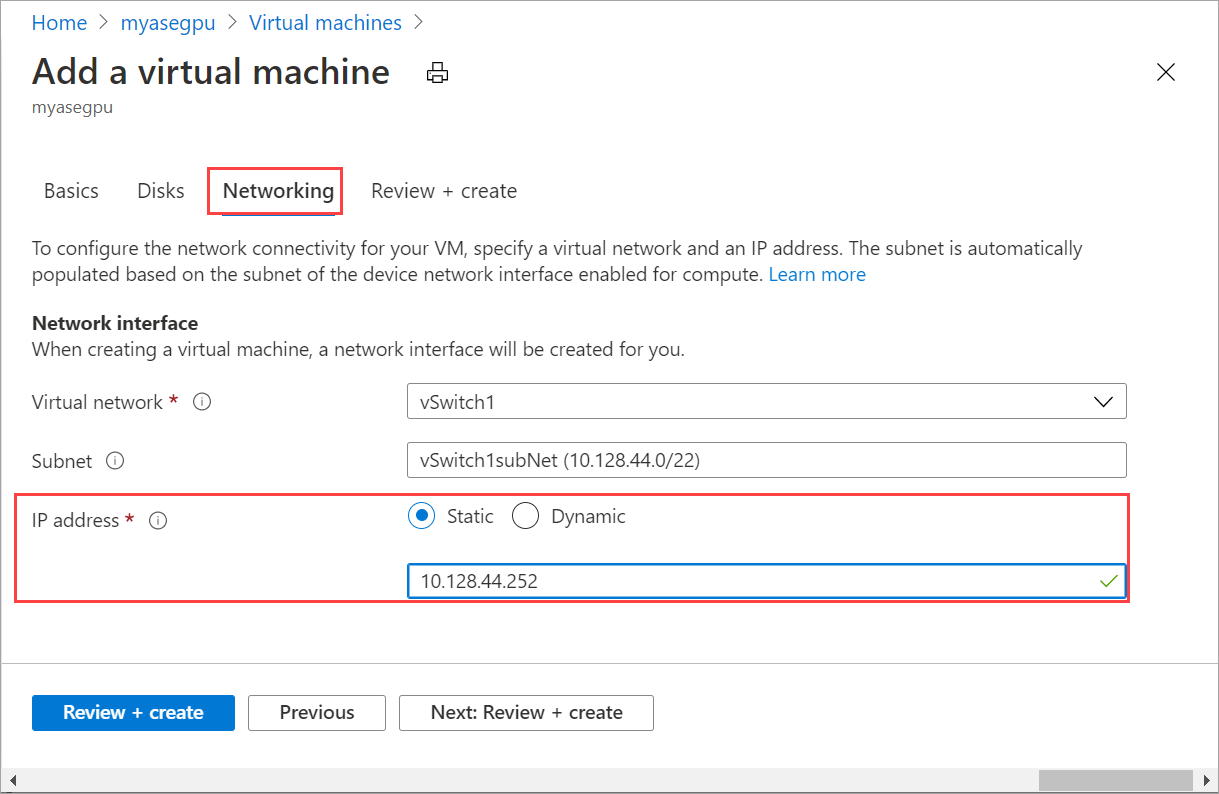 Home > myasegpu > Virtual machines >
Add a virtual machine
myasegpu
Basics Disks Networking Review + create
To configure the network connectivity for your VM, specify a virtual network and an IP address. The subnet is automatically
populated based on the subnet of the device network interface enabled for compute. Learn more
Network interface
When creating a virtual machine, a network interface will be created for you.
Virtual network * vSwitch1
Subnet vSwitch1subNet (10.128.44.0/22)
IP address * Static Dynamic
10.128.44.252
Review + create Previous Next: Review + create